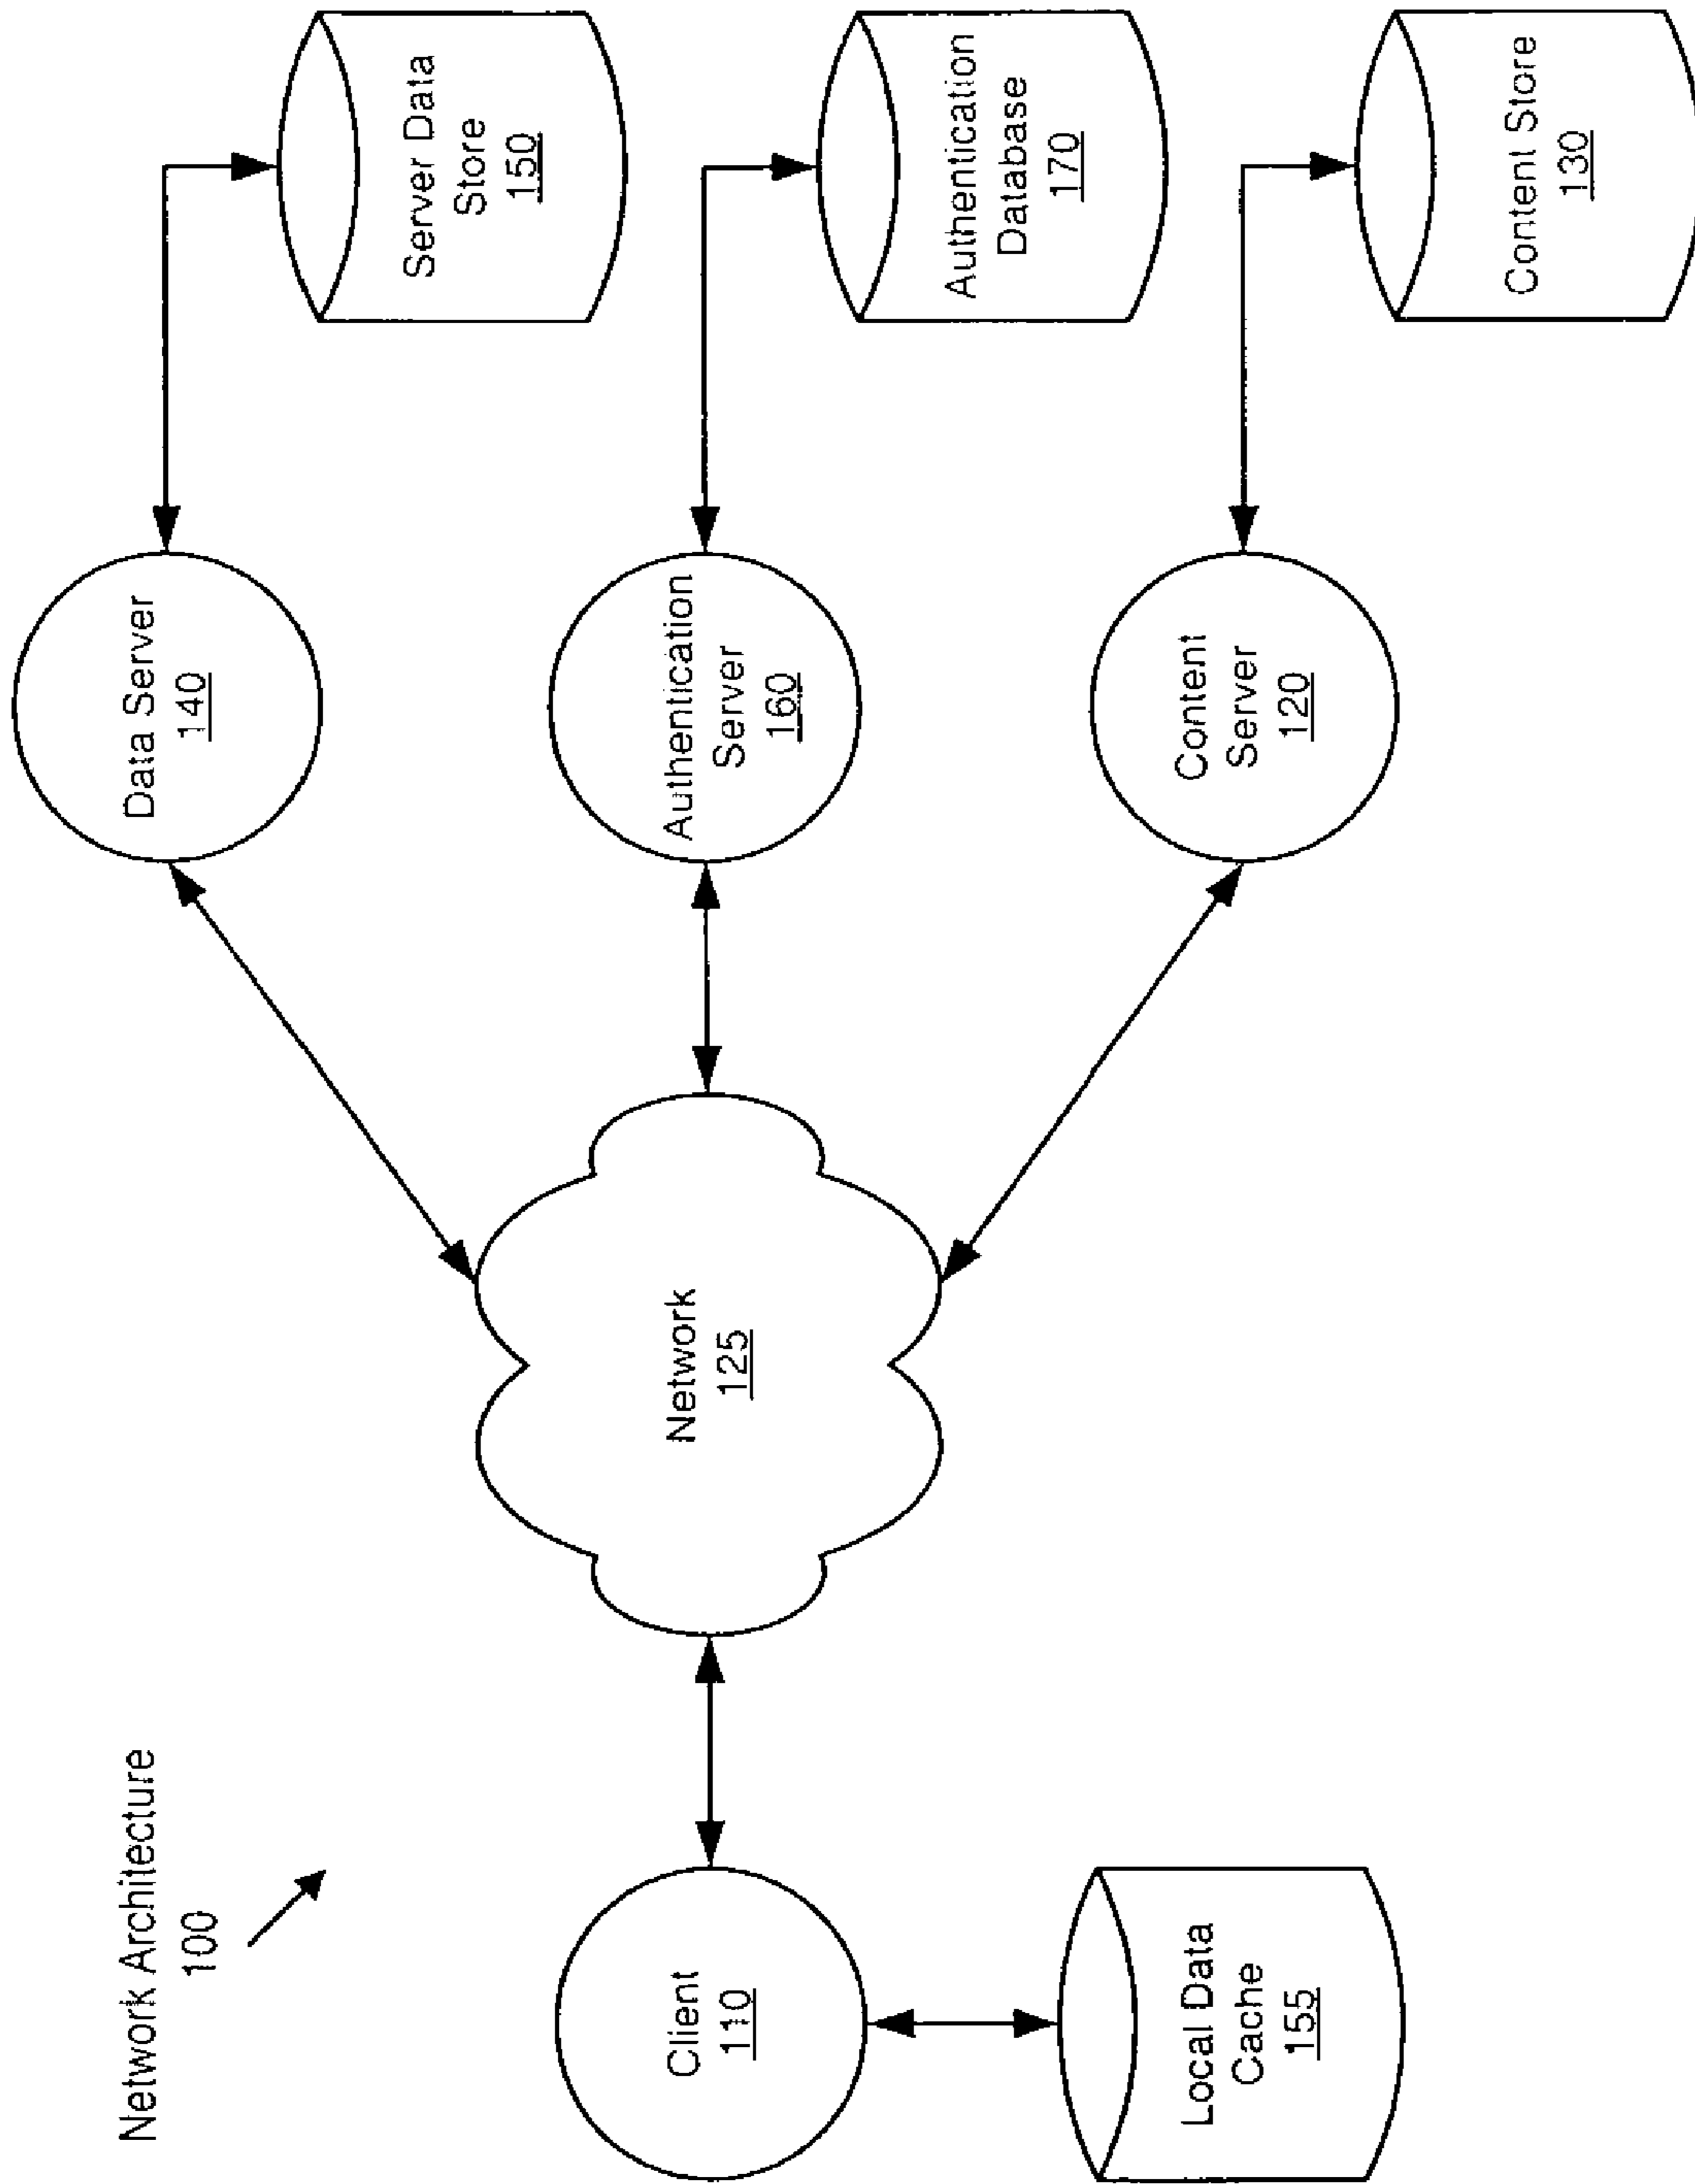 Network Architecture
100
Data Server
140
Server Data
Store
150
Client
110
Network
125
Authentication
Server
160
Authentication
Database
170
Local Data
Cache
155
Content
Server
120
Content Store
130